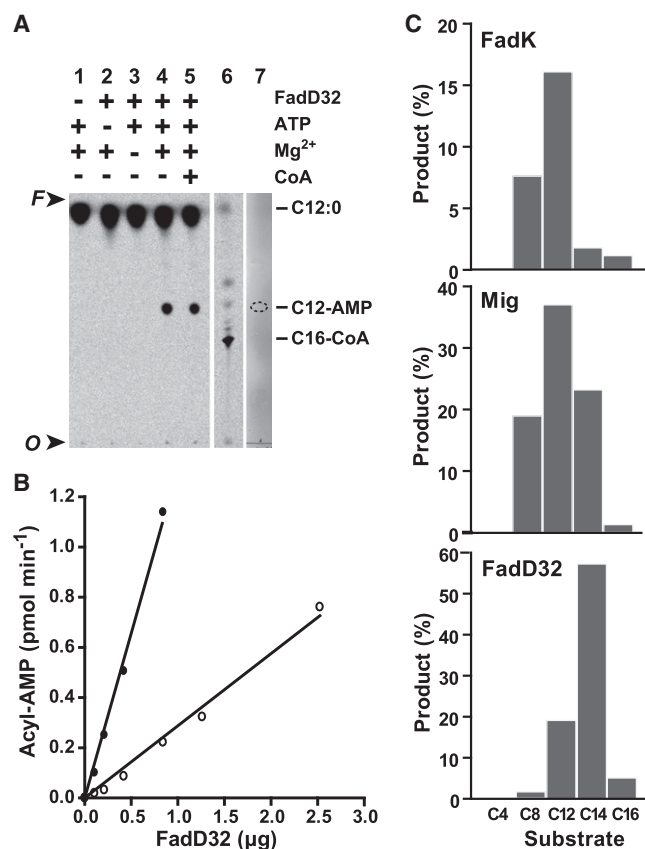 A
1 2 3 4 5 6 7
- + + + + FadD32
+ - + + + ATP
+ + - + + Mg2+
- - - - + CoA
F
C12:0
C12-AMP
C16-CoA
O
B
1.2
1.0
0.8
0.6
0.4
0.2
0.0
Acyl-AMP (pmol min-1)
0.0 0.5 1.0 1.5 2.0 2.5 3.0
FadD32 (µg)
C
20
15
10
5
0
Product (%)
FadK
40
30
20
10
0
Product (%)
Mig
60
50
40
30
20
10
0
Product (%)
FadD32
C4 C8 C12 C14 C16
Substrate